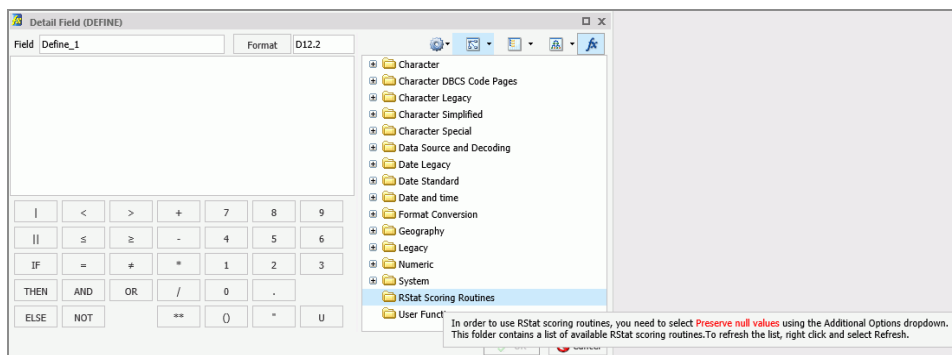 Detail Field (DEFINE)
Field Define_1 Format D12.2 fx
Character
Character DBCS Code Pages
Character Legacy
Character Simplified
Character Special
Data Source and Decoding
Date Legacy
Date Standard
Date and time
Format Conversion
Geography
Legacy
Numeric
System
RStat Scoring Routines
User Funct
| < > + 7 8 9
|| ≤ ≥ - 4 5 6
IF = ≠ * 1 2 3
THEN AND OR / 0 .
ELSE NOT ** () " U
In order to use RStat scoring routines, you need to select Preserve null values using the Additional Options dropdown.
This folder contains a list of available RStat scoring routines.To refresh the list, right click and select Refresh.